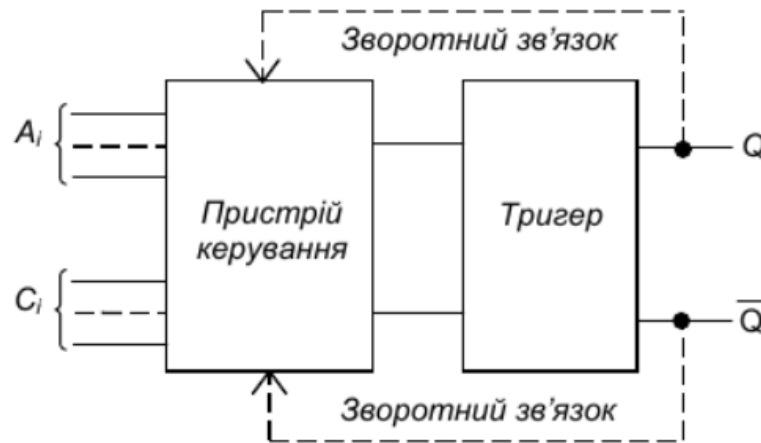 Зворотний зв’язок
Aᵢ
Q
Пристрій
керування
Тригер
Cᵢ
Q̅
Зворотний зв’язок